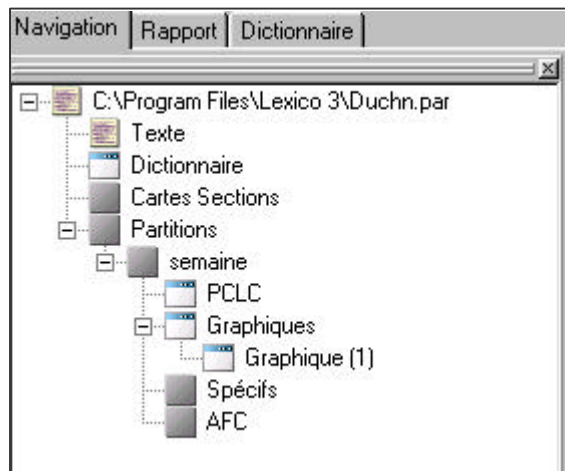 Navigation Rapport Dictionnaire
C:\Program Files\Lexico 3\Duchn.par
Texte
Dictionnaire
Cartes Sections
Partitions
semaine
PCLC
Graphiques
Graphique (1)
Spécifs
AFC